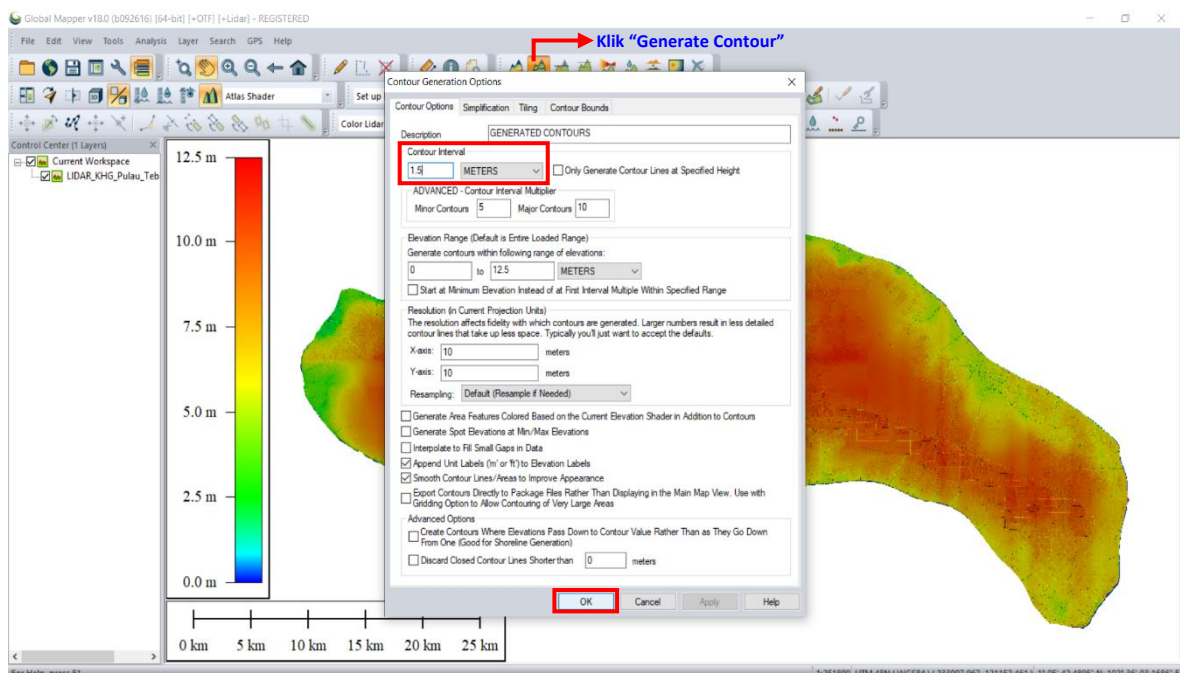 Global Mapper v18.0 (b092616) [64-bit] [+OTF] [+Lidar] - REGISTERED
File Edit View Tools Analysis Layer Search GPS Help
Klik “Generate Contour”
Atlas Shader
Set up
Color Lidar
Control Center (1 Layers)
Current Workspace
LIDAR_KHG_Pulau_Teb
12.5 m
10.0 m
7.5 m
5.0 m
2.5 m
0.0 m
0 km 5 km 10 km 15 km 20 km 25 km
Contour Generation Options
Contour Options Simplification Tiling Contour Bounds
Description GENERATED CONTOURS
Contour Interval
1.5 METERS Only Generate Contour Lines at Specified Height
ADVANCED - Contour Interval Multiplier
Minor Contours 5 Major Contours 10
Elevation Range (Default is Entire Loaded Range)
Generate contours within following range of elevations:
0 to 12.5 METERS
Start at Minimum Elevation Instead of at First Interval Multiple Within Specified Range
Resolution (in Current Projection Units)
The resolution affects fidelity with which contours are generated. Larger numbers result in less detailed
contour lines that take up less space. Typically you'll just want to accept the defaults.
X-axis: 10 meters
Y-axis: 10 meters
Resampling: Default (Resample if Needed)
Generate Area Features Colored Based on the Current Elevation Shader in Addition to Contours
Generate Spot Elevations at Min/Max Elevations
Interpolate to Fill Small Gaps in Data
Append Unit Labels ('m' or 'ft') to Elevation Labels
Smooth Contour Lines/Areas to Improve Appearance
Export Contours Directly to Package Files Rather Than Displaying in the Main Map View. Use with
Gridding Option to Allow Contouring of Very Large Areas
Advanced Options
Create Contours Where Elevations Pass Down to Contour Value Rather Than as They Go Down
From One (Good for Shoreline Generation)
Discard Closed Contour Lines Shorter than 0 meters
OK Cancel Apply Help